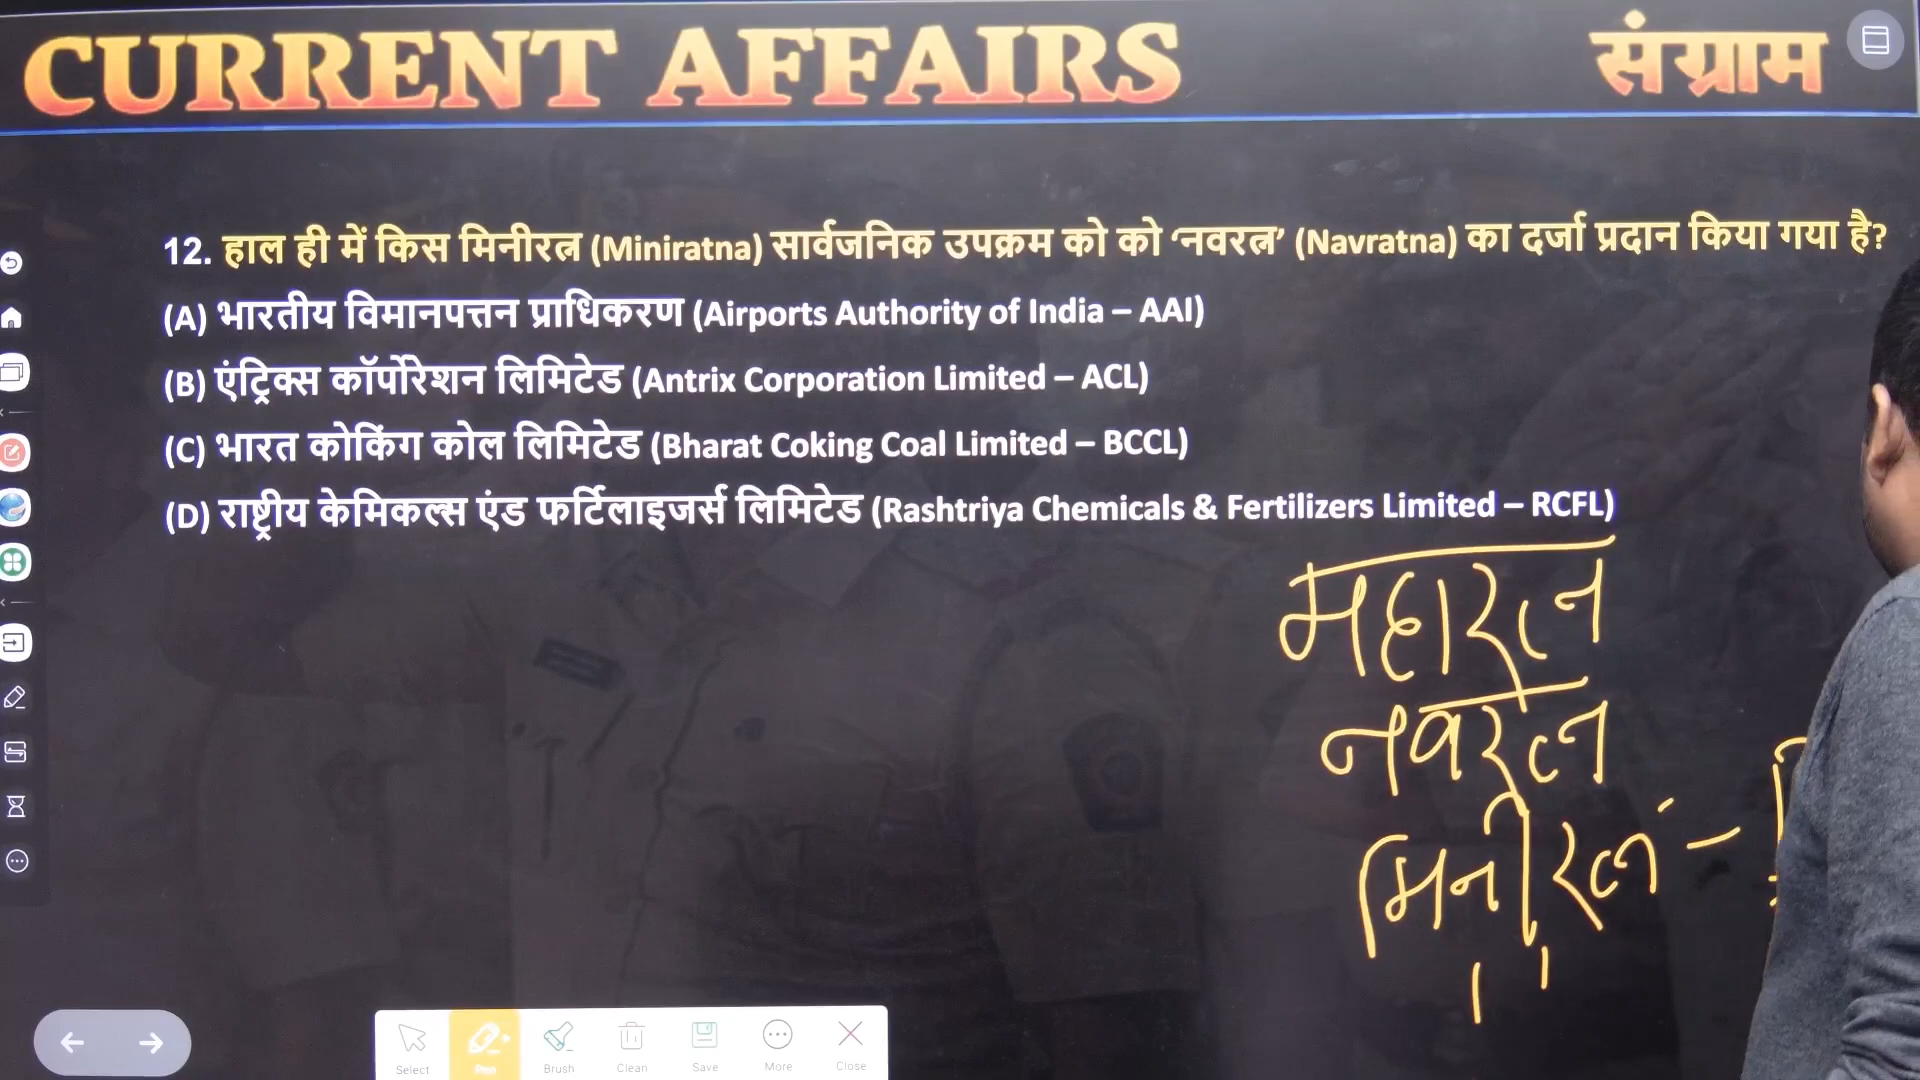 CURRENT AFFAIRS
संग्राम
12. हाल ही में किस मिनीरत्न (Miniratna) सार्वजनिक उपक्रम को को ‘नवरत्न’ (Navratna) का दर्जा प्रदान किया गया है?
(A) भारतीय विमानपत्तन प्राधिकरण (Airports Authority of India – AAI)
(B) एंट्रिक्स कॉर्पोरेशन लिमिटेड (Antrix Corporation Limited – ACL)
(C) भारत कोकिंग कोल लिमिटेड (Bharat Coking Coal Limited – BCCL)
(D) राष्ट्रीय केमिकल्स एंड फर्टिलाइजर्स लिमिटेड (Rashtriya Chemicals & Fertilizers Limited – RCFL)
महारत्न
नवरत्न
मिनीरत्न –
Select
Pen
Brush
Clean
Save
More
Close